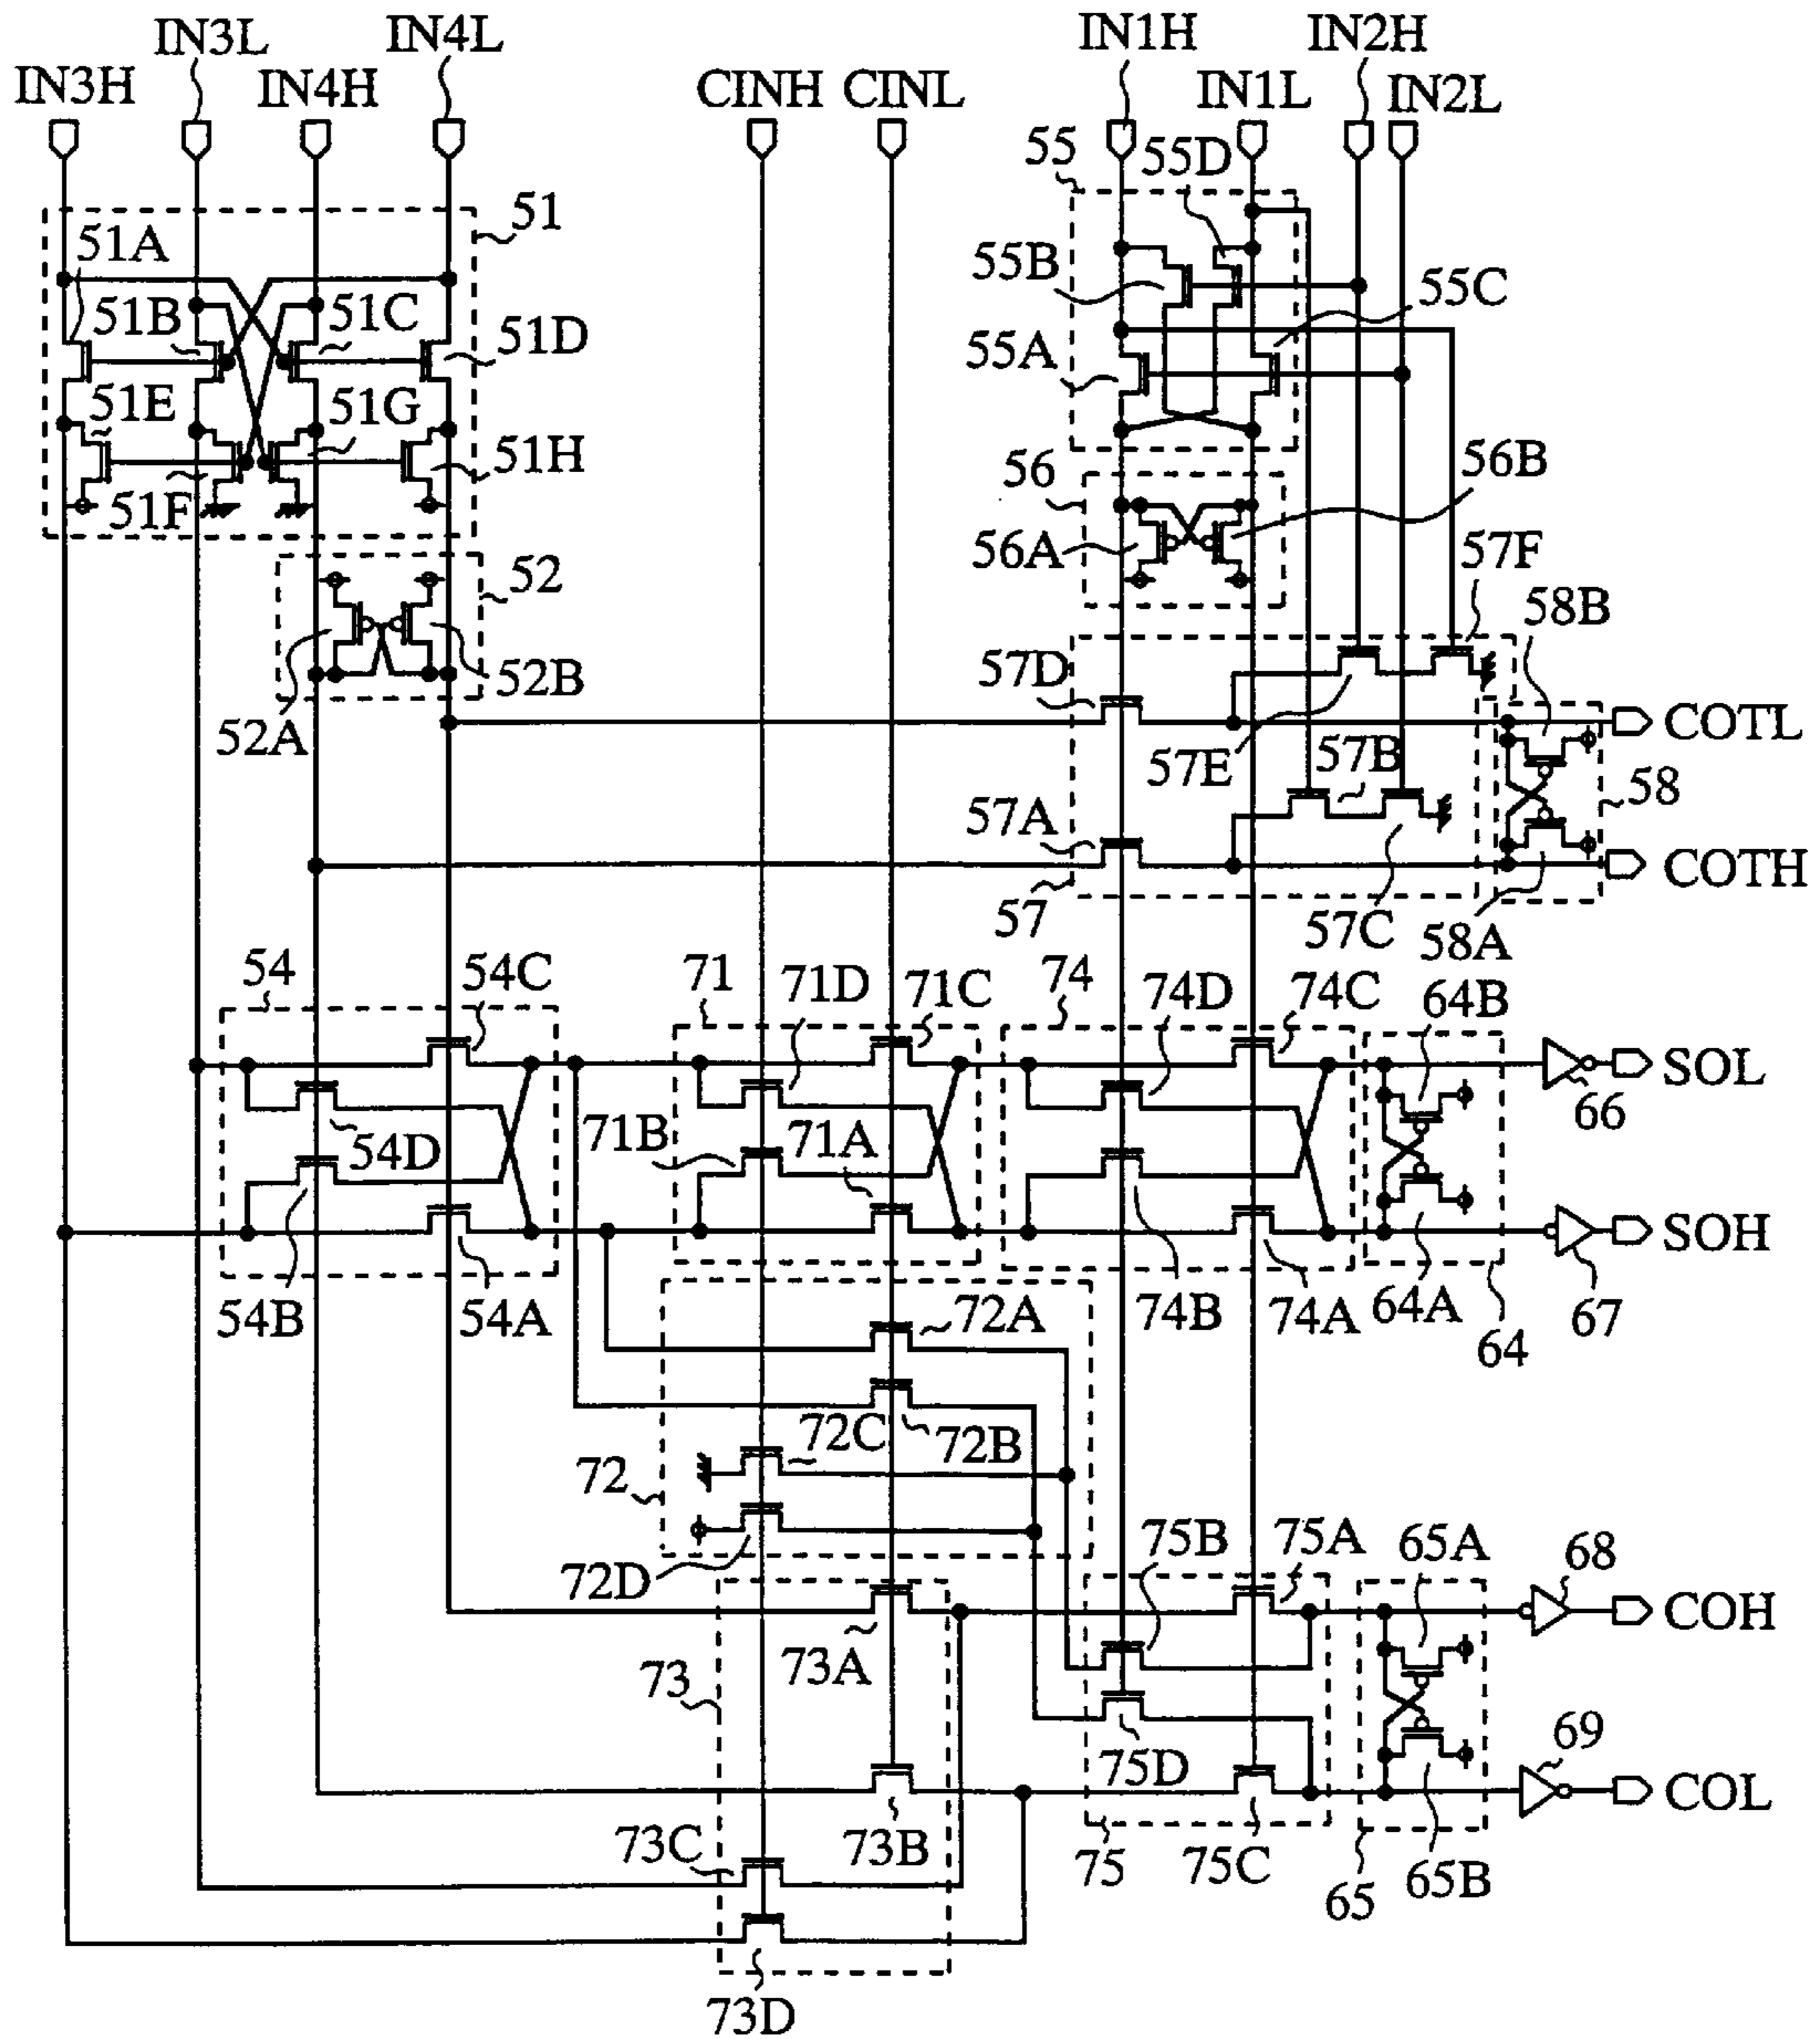 IN3H
IN3L
IN4H
IN4L
CINH
CINL
IN1H
IN1L
IN2H
IN2L
55
55D
51
51A
55B
55C
51B
51C
51D
55A
51E
51G
51H
56
56B
51F
56A
57F
52
58B
52B
57D
52A
57E
57B
COTL
58
57A
COTH
57
57C
58A
54
54C
71
71D
71C
74
74D
74C
64B
SOL
66
71B
71A
54D
SOH
54B
54A
72A
74B
74A
64A
67
64
72C
72B
72
72D
75B
75A
65A
68
COH
73A
73
75D
69
COL
73C
73B
75
75C
65
65B
73D